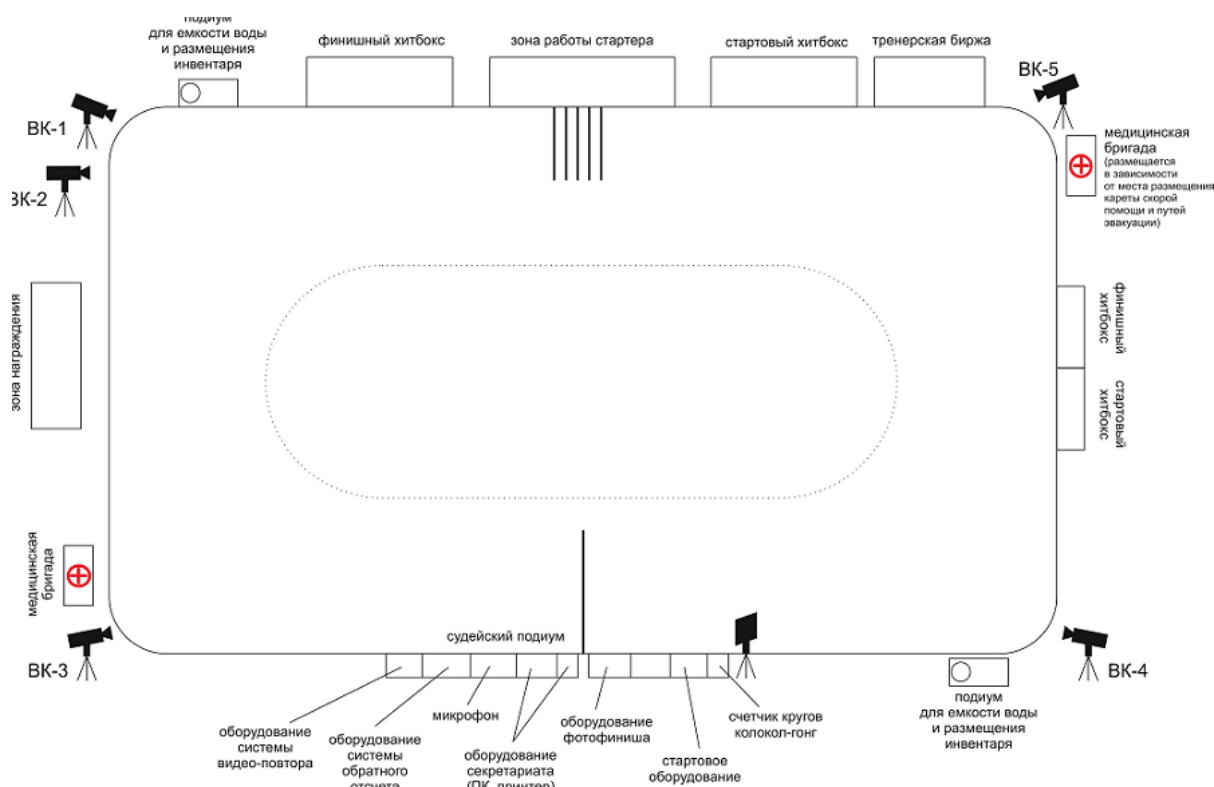 подиум
для емкости воды
и размещения
инвентаря
финишный хитбокс
зона работы стартера
стартовый хитбокс
тренерская биржа
ВК-5
ВК-1
ВК-2
медицинская
бригада
(размещается
в зависимости
от места размещения
кареты скорой
помощи и путей
эвакуации)
зона награждения
финишный
хитбокс
стартовый
хитбокс
медицинская
бригада
ВК-3
судейский подиум
ВК-4
подиум
для емкости воды
и размещения
инвентаря
оборудование
системы
видео-повтора
оборудование
системы
обратного
отсчета
микрофон
оборудование
секретариата
(ПК, принтер)
оборудование
фотофиниша
стартовое
оборудование
счетчик кругов
колокол-гонг